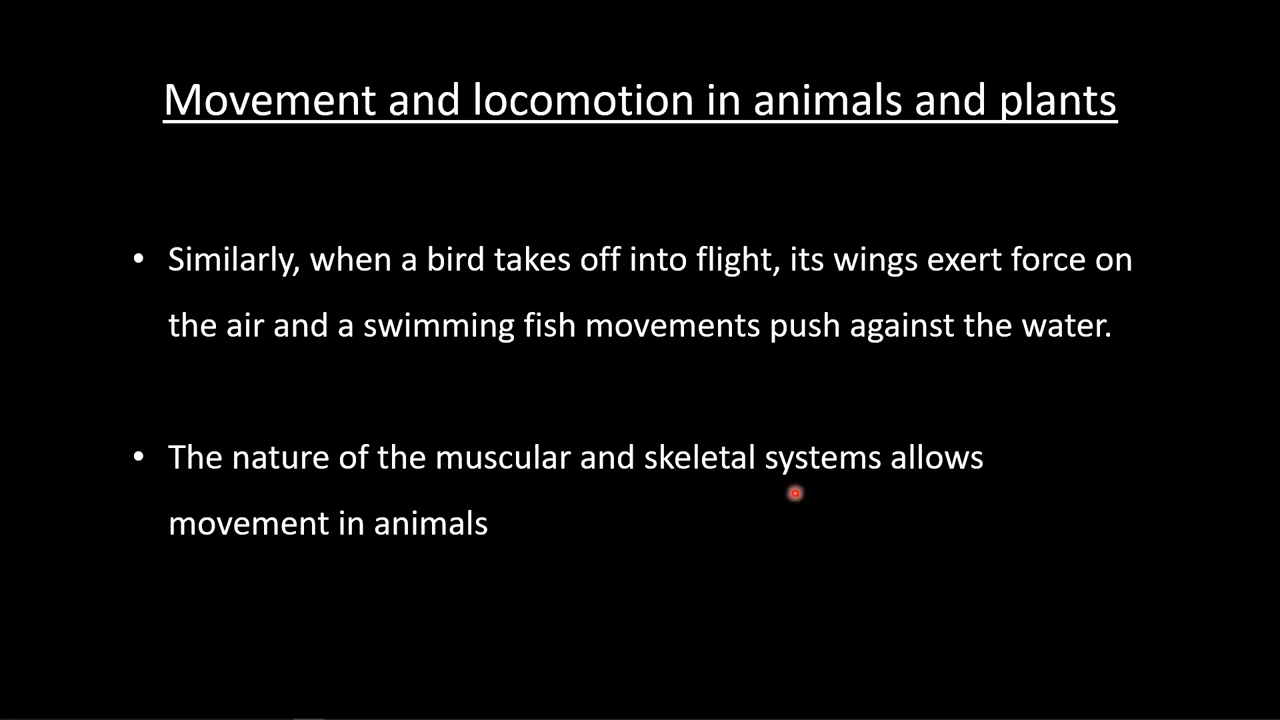 Movement and locomotion in animals and plants
• Similarly, when a bird takes off into flight, its wings exert force on
the air and a swimming fish movements push against the water.
• The nature of the muscular and skeletal systems allows
movement in animals